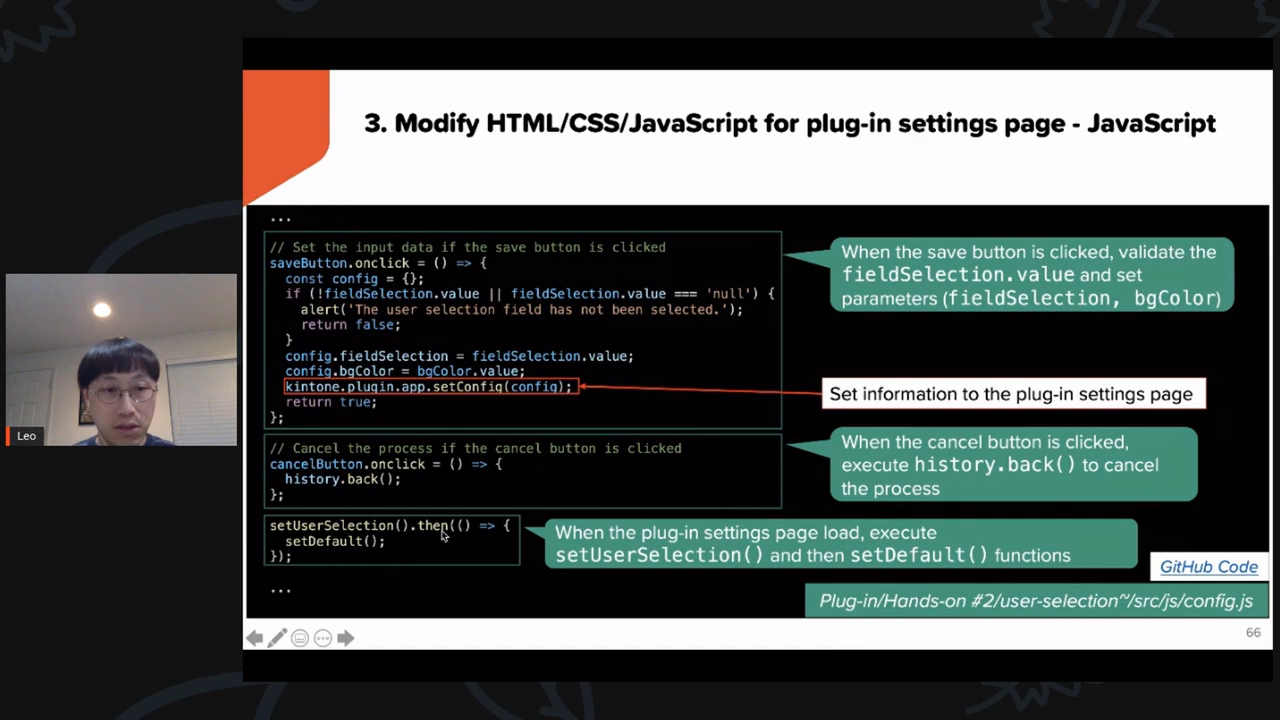 3. Modify HTML/CSS/JavaScript for plug-in settings page - JavaScript
...
// Set the input data if the save button is clicked
saveButton.onclick = () => {
const config = {};
if (!fieldSelection.value || fieldSelection.value === 'null') {
alert('The user selection field has not been selected.');
return false;
}
config.fieldSelection = fieldSelection.value;
config.bgColor = bgColor.value;
kintone.plugin.app.setConfig(config);
return true;
};
When the save button is clicked, validate the
fieldSelection.value and set
parameters (fieldSelection, bgColor)
Set information to the plug-in settings page
// Cancel the process if the cancel button is clicked
cancelButton.onclick = () => {
history.back();
};
When the cancel button is clicked,
execute history.back() to cancel
the process
setUserSelection().then(() => {
setDefault();
});
When the plug-in settings page load, execute
setUserSelection() and then setDefault() functions
...
GitHub Code
Plug-in/Hands-on #2/user-selection~/src/js/config.js
66
Leo